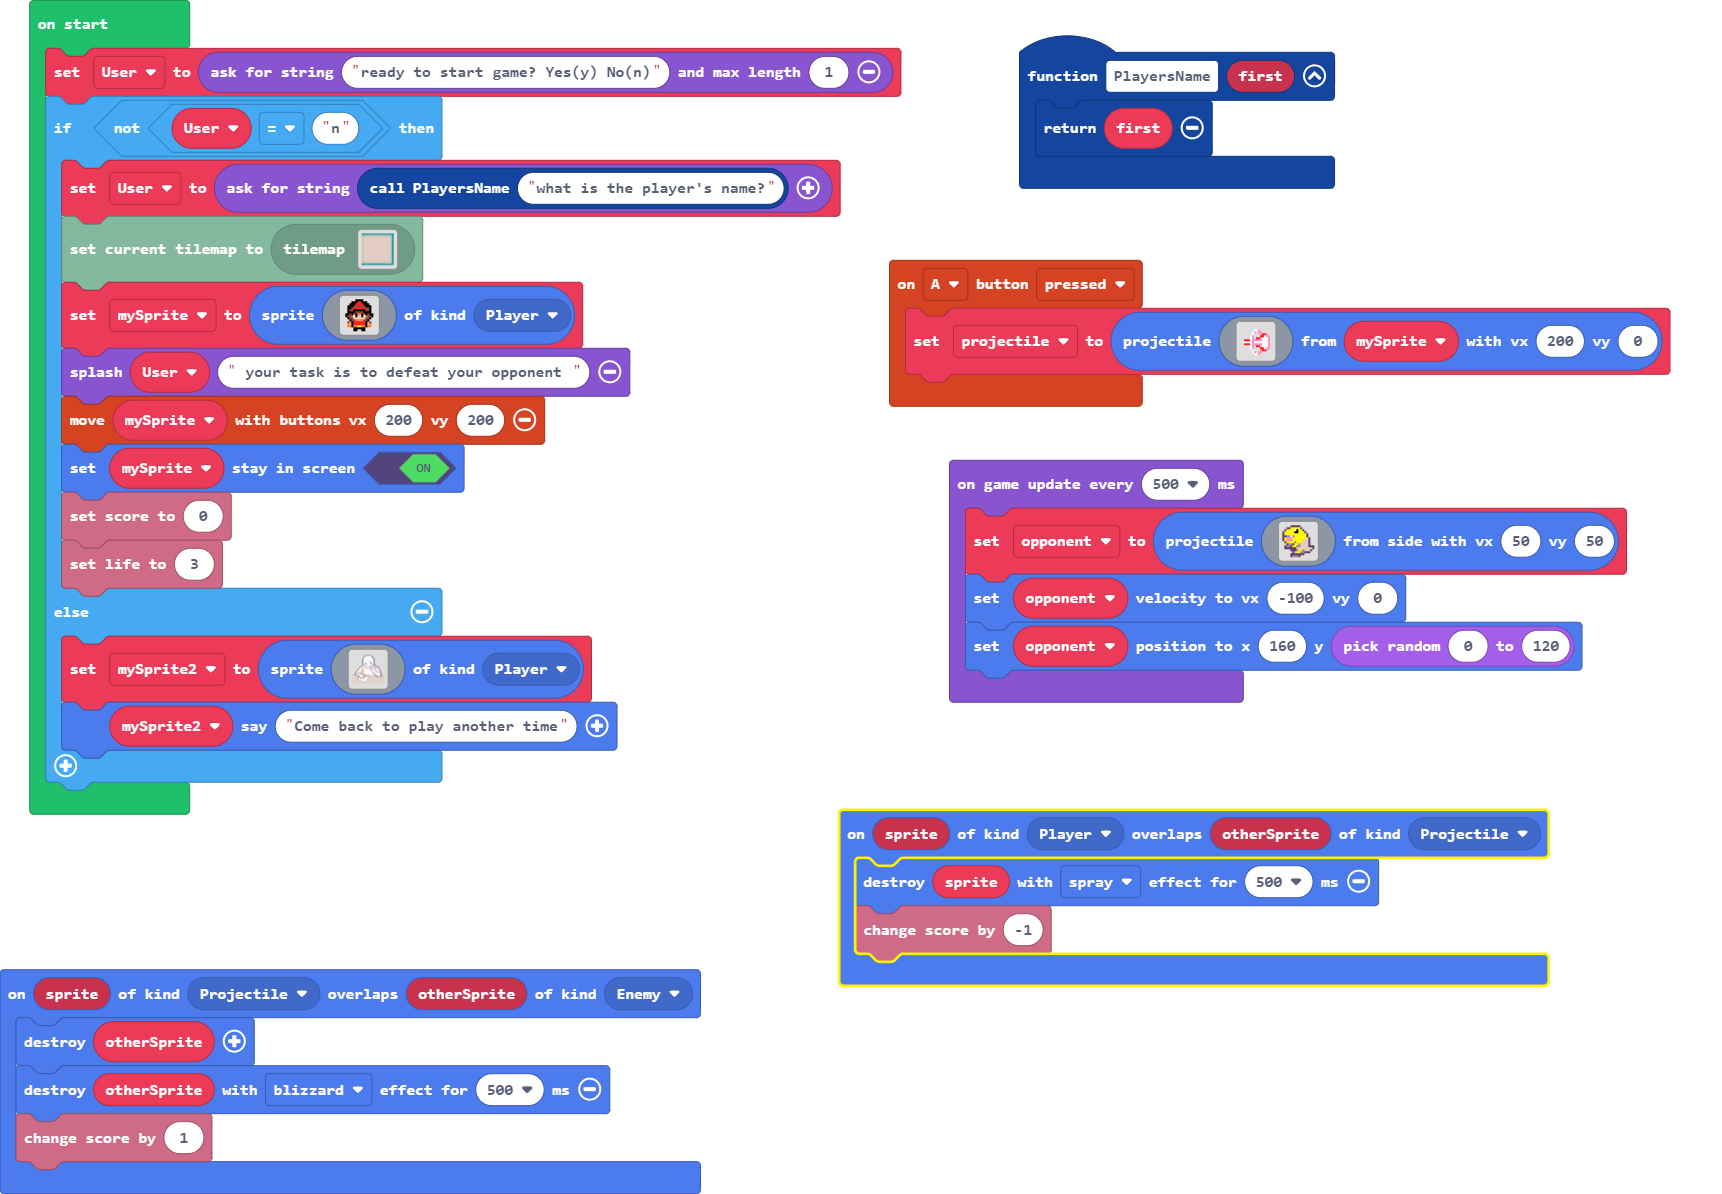 on start
set User to ask for string "ready to start game? Yes(y) No(n)" and max length 1
if not User = "n" then
set User to ask for string call PlayersName "what is the player's name?"
set current tilemap to tilemap
set mySprite to sprite of kind Player
splash User " your task is to defeat your opponent "
move mySprite with buttons vx 200 vy 200
set mySprite stay in screen ON
set score to 0
set life to 3
else
set mySprite2 to sprite of kind Player
mySprite2 say "Come back to play another time"
function PlayersName first
return first
on A button pressed
set projectile to projectile from mySprite with vx 200 vy 0
on game update every 500 ms
set opponent to projectile from side with vx 50 vy 50
set opponent velocity to vx -100 vy 0
set opponent position to x 160 y pick random 0 to 120
on sprite of kind Player overlaps otherSprite of kind Projectile
destroy sprite with spray effect for 500 ms
change score by -1
on sprite of kind Projectile overlaps otherSprite of kind Enemy
destroy otherSprite
destroy otherSprite with blizzard effect for 500 ms
change score by 1